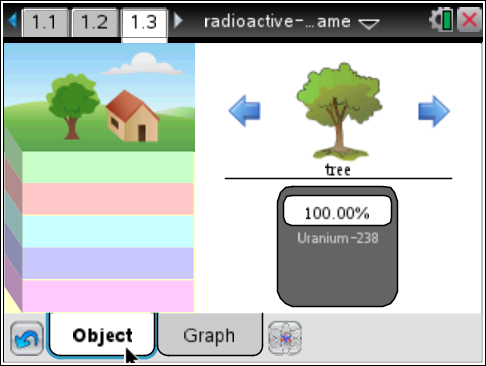 1.1 1.2 1.3 radioactive-...ame
tree
100.00%
Uranium-238
Object Graph